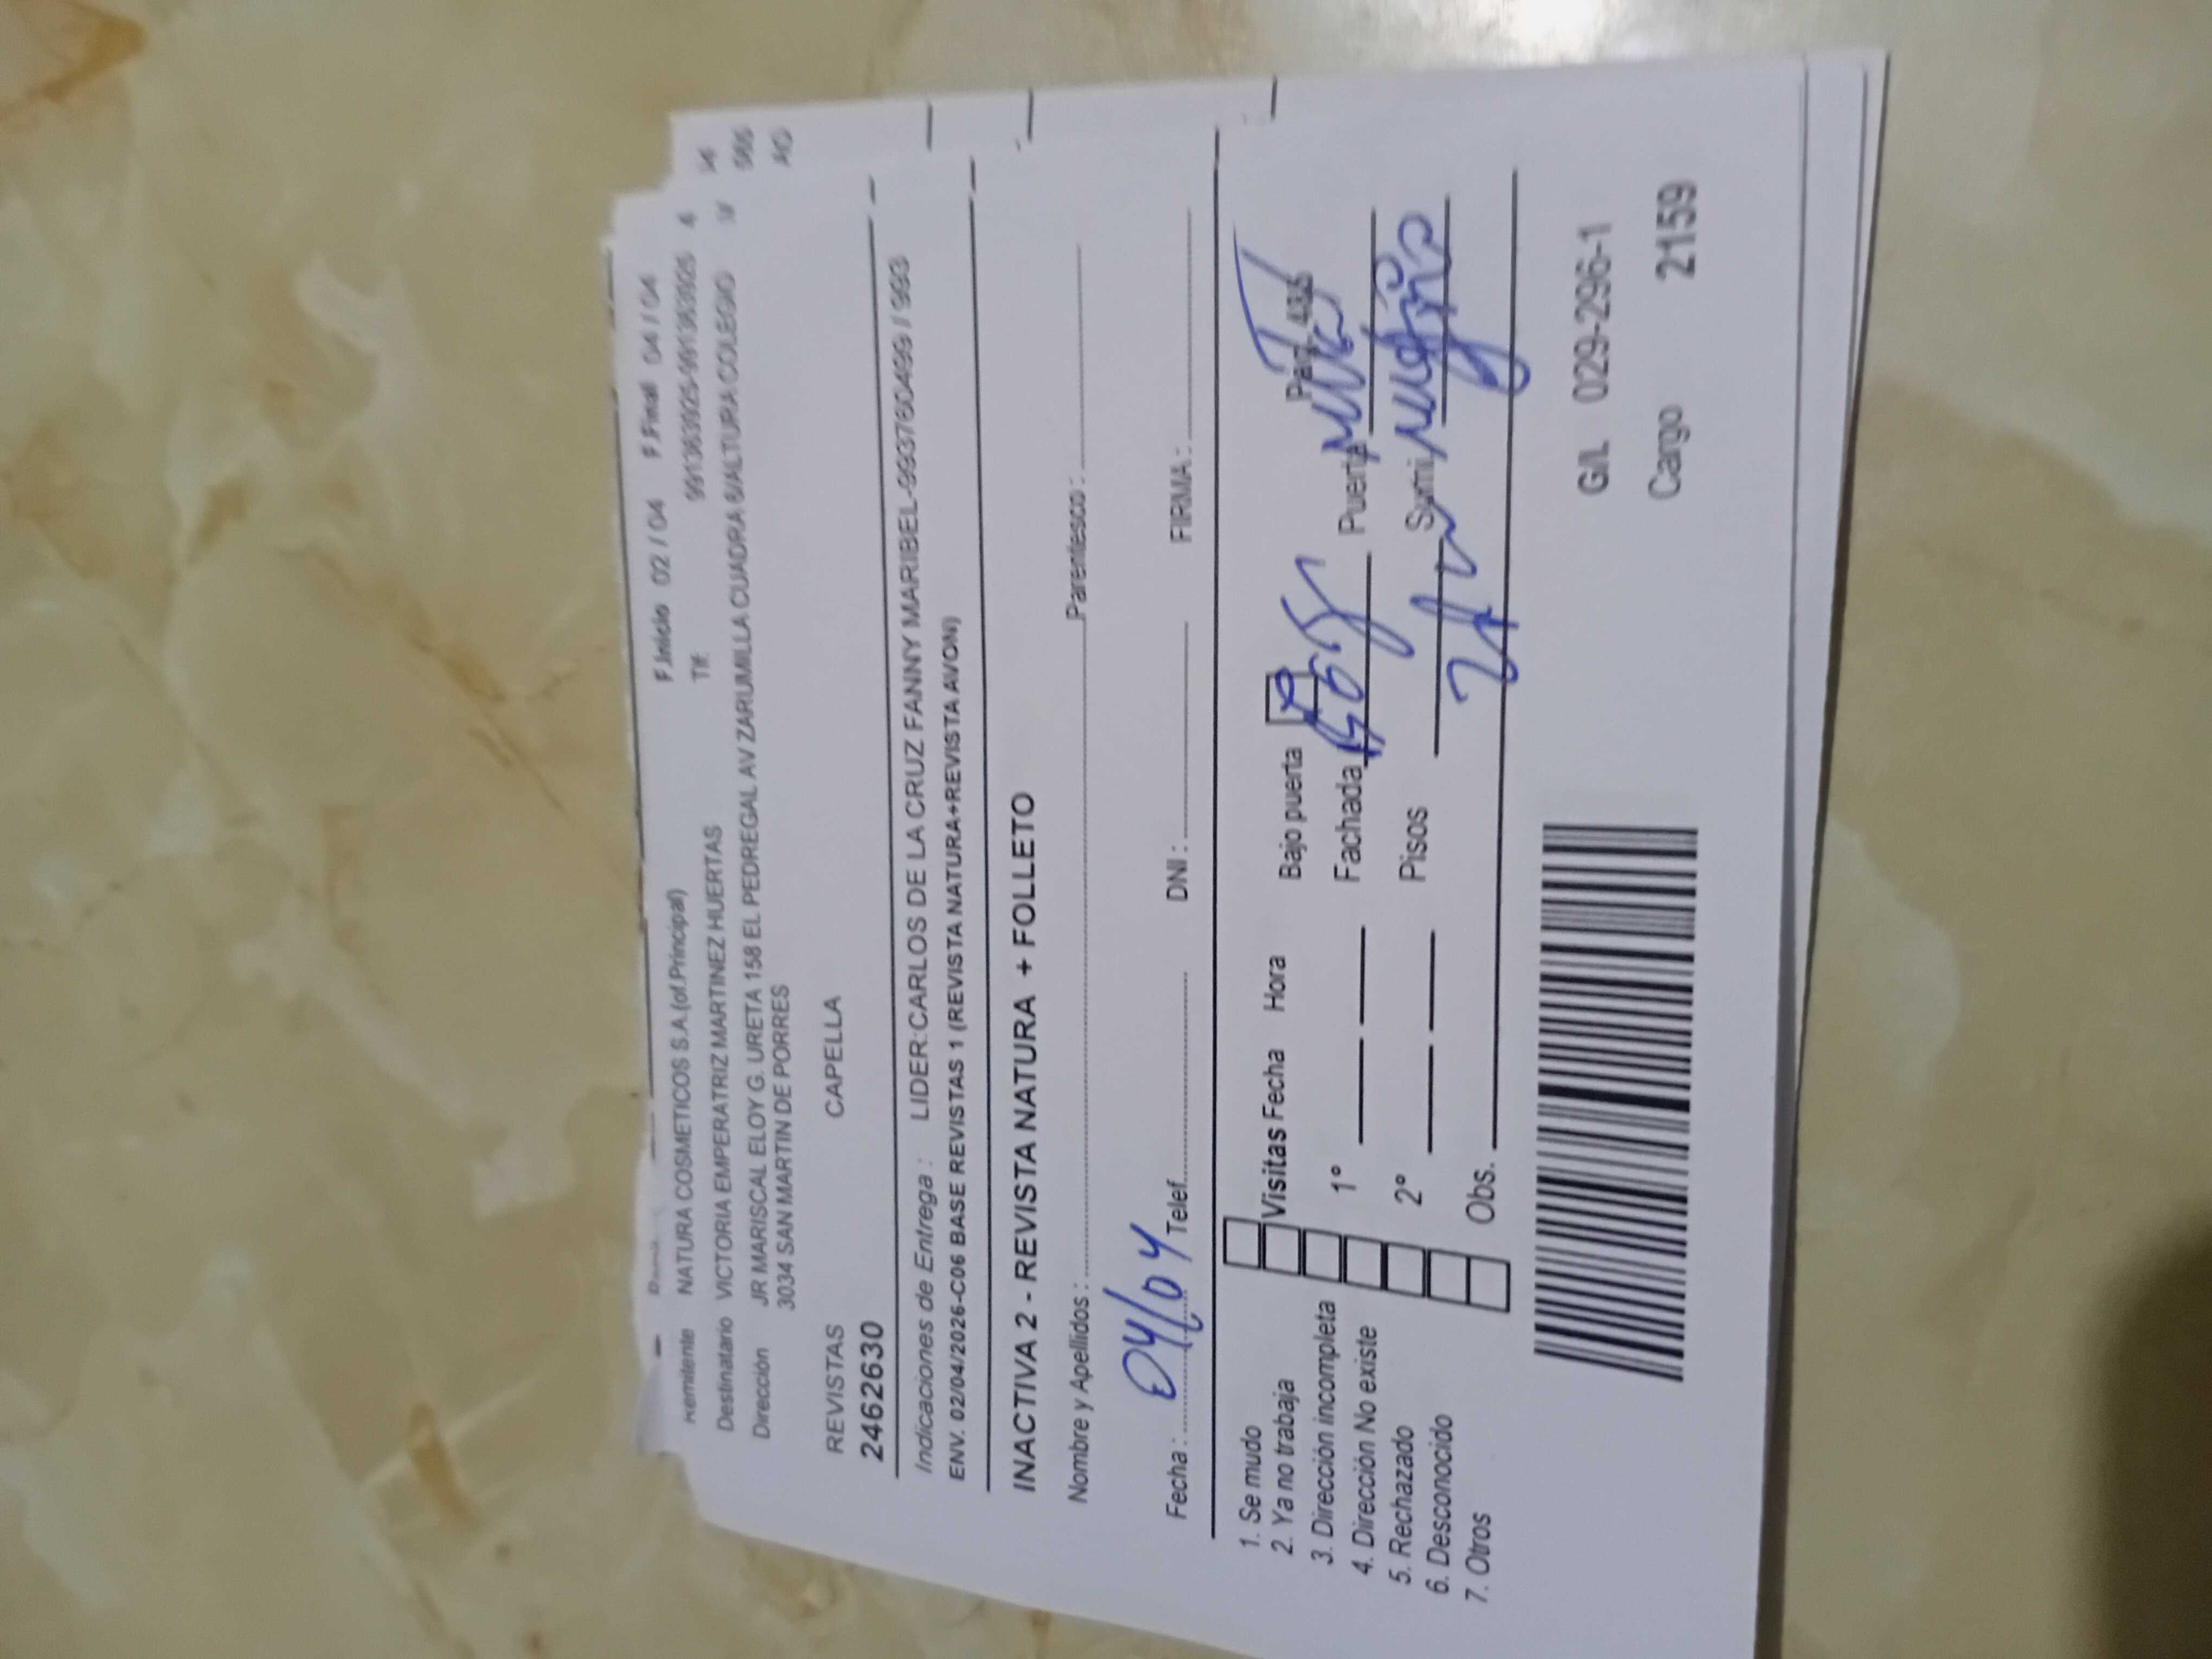 Remitente NATURA COSMETICOS S.A.(of.Principal) F.Inicio 02 / 04 F.Final 04 / 04
Destinatario VICTORIA EMPERATRIZ MARTINEZ HUERTAS Tlf:
Dirección JR MARISCAL ELOY G. URETA 158 EL PEDREGAL AV ZARUMILLA CUADRA 6/ALTURA COLEGIO
3034 SAN MARTIN DE PORRES
REVISTAS CAPELLA
2462630
Indicaciones de Entrega : LIDER:CARLOS DE LA CRUZ FANNY MARIBEL-993760499 / 993
ENV. 02/04/2026-C06 BASE REVISTAS 1 (REVISTA NATURA+REVISTA AVON)
INACTIVA 2 - REVISTA NATURA + FOLLETO
Nombre y Apellidos : Parentesco :
Fecha : 04/04 Telef. DNI : FIRMA :
1. Se mudo
2. Ya no trabaja
3. Dirección incompleta
4. Dirección No existe
5. Rechazado
6. Desconocido
7. Otros
Visitas Fecha Hora Bajo puerta
1° Fachada Puerta
2° Pisos
Obs.
G/L 029-296-1
Cargo 2159